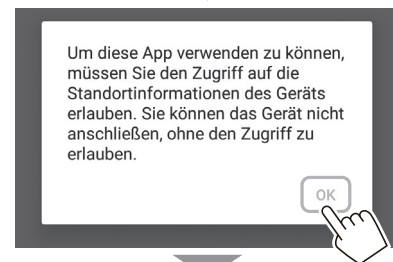 Um diese App verwenden zu können,
müssen Sie den Zugriff auf die
Standortinformationen des Geräts
erlauben. Sie können das Gerät nicht
anschließen, ohne den Zugriff zu
erlauben.
OK